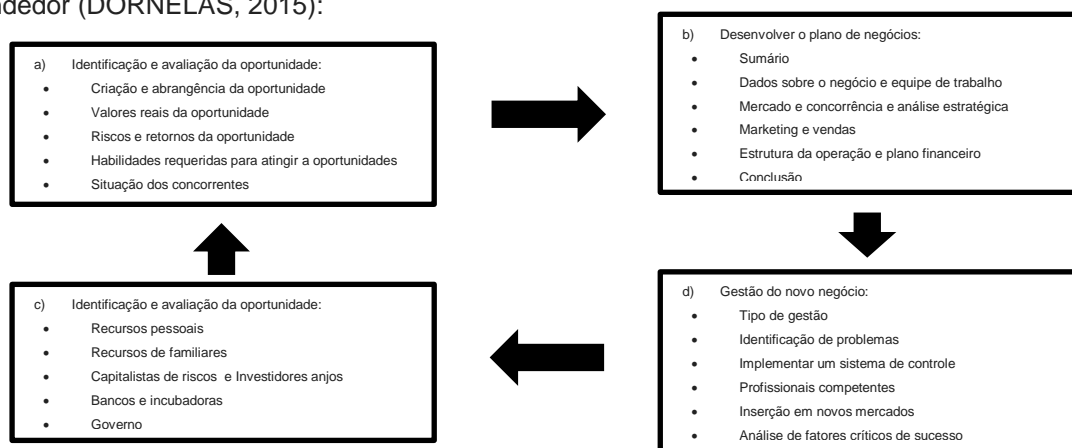 ndedor (DORNELAS, 2015):
a) Identificação e avaliação da oportunidade:
• Criação e abrangência da oportunidade
• Valores reais da oportunidade
• Riscos e retornos da oportunidade
• Habilidades requeridas para atingir a oportunidades
• Situação dos concorrentes
b) Desenvolver o plano de negócios:
• Sumário
• Dados sobre o negócio e equipe de trabalho
• Mercado e concorrência e análise estratégica
• Marketing e vendas
• Estrutura da operação e plano financeiro
• Conclusão
c) Identificação e avaliação da oportunidade:
• Recursos pessoais
• Recursos de familiares
• Capitalistas de riscos e Investidores anjos
• Bancos e incubadoras
• Governo
d) Gestão do novo negócio:
• Tipo de gestão
• Identificação de problemas
• Implementar um sistema de controle
• Profissionais competentes
• Inserção em novos mercados
• Análise de fatores críticos de sucesso